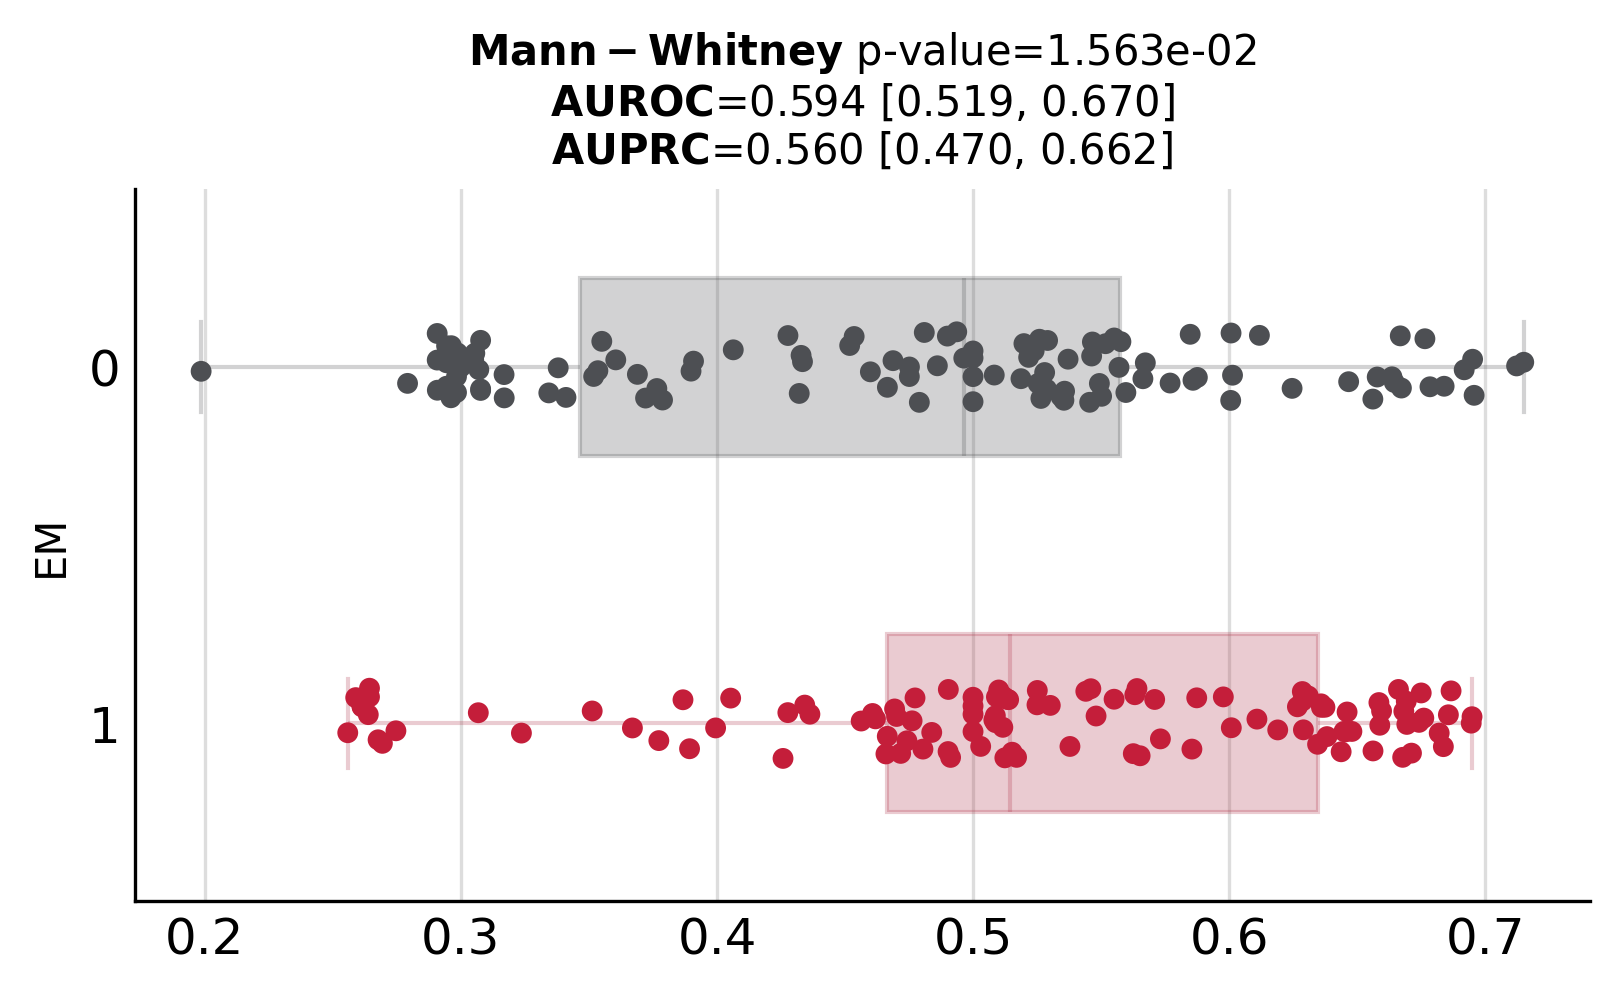 Mann − Whitney p-value=1.563e-02
AUROC=0.594 [0.519, 0.670]
AUPRC=0.560 [0.470, 0.662]
0
EM
1
0.2 0.3 0.4 0.5 0.6 0.7